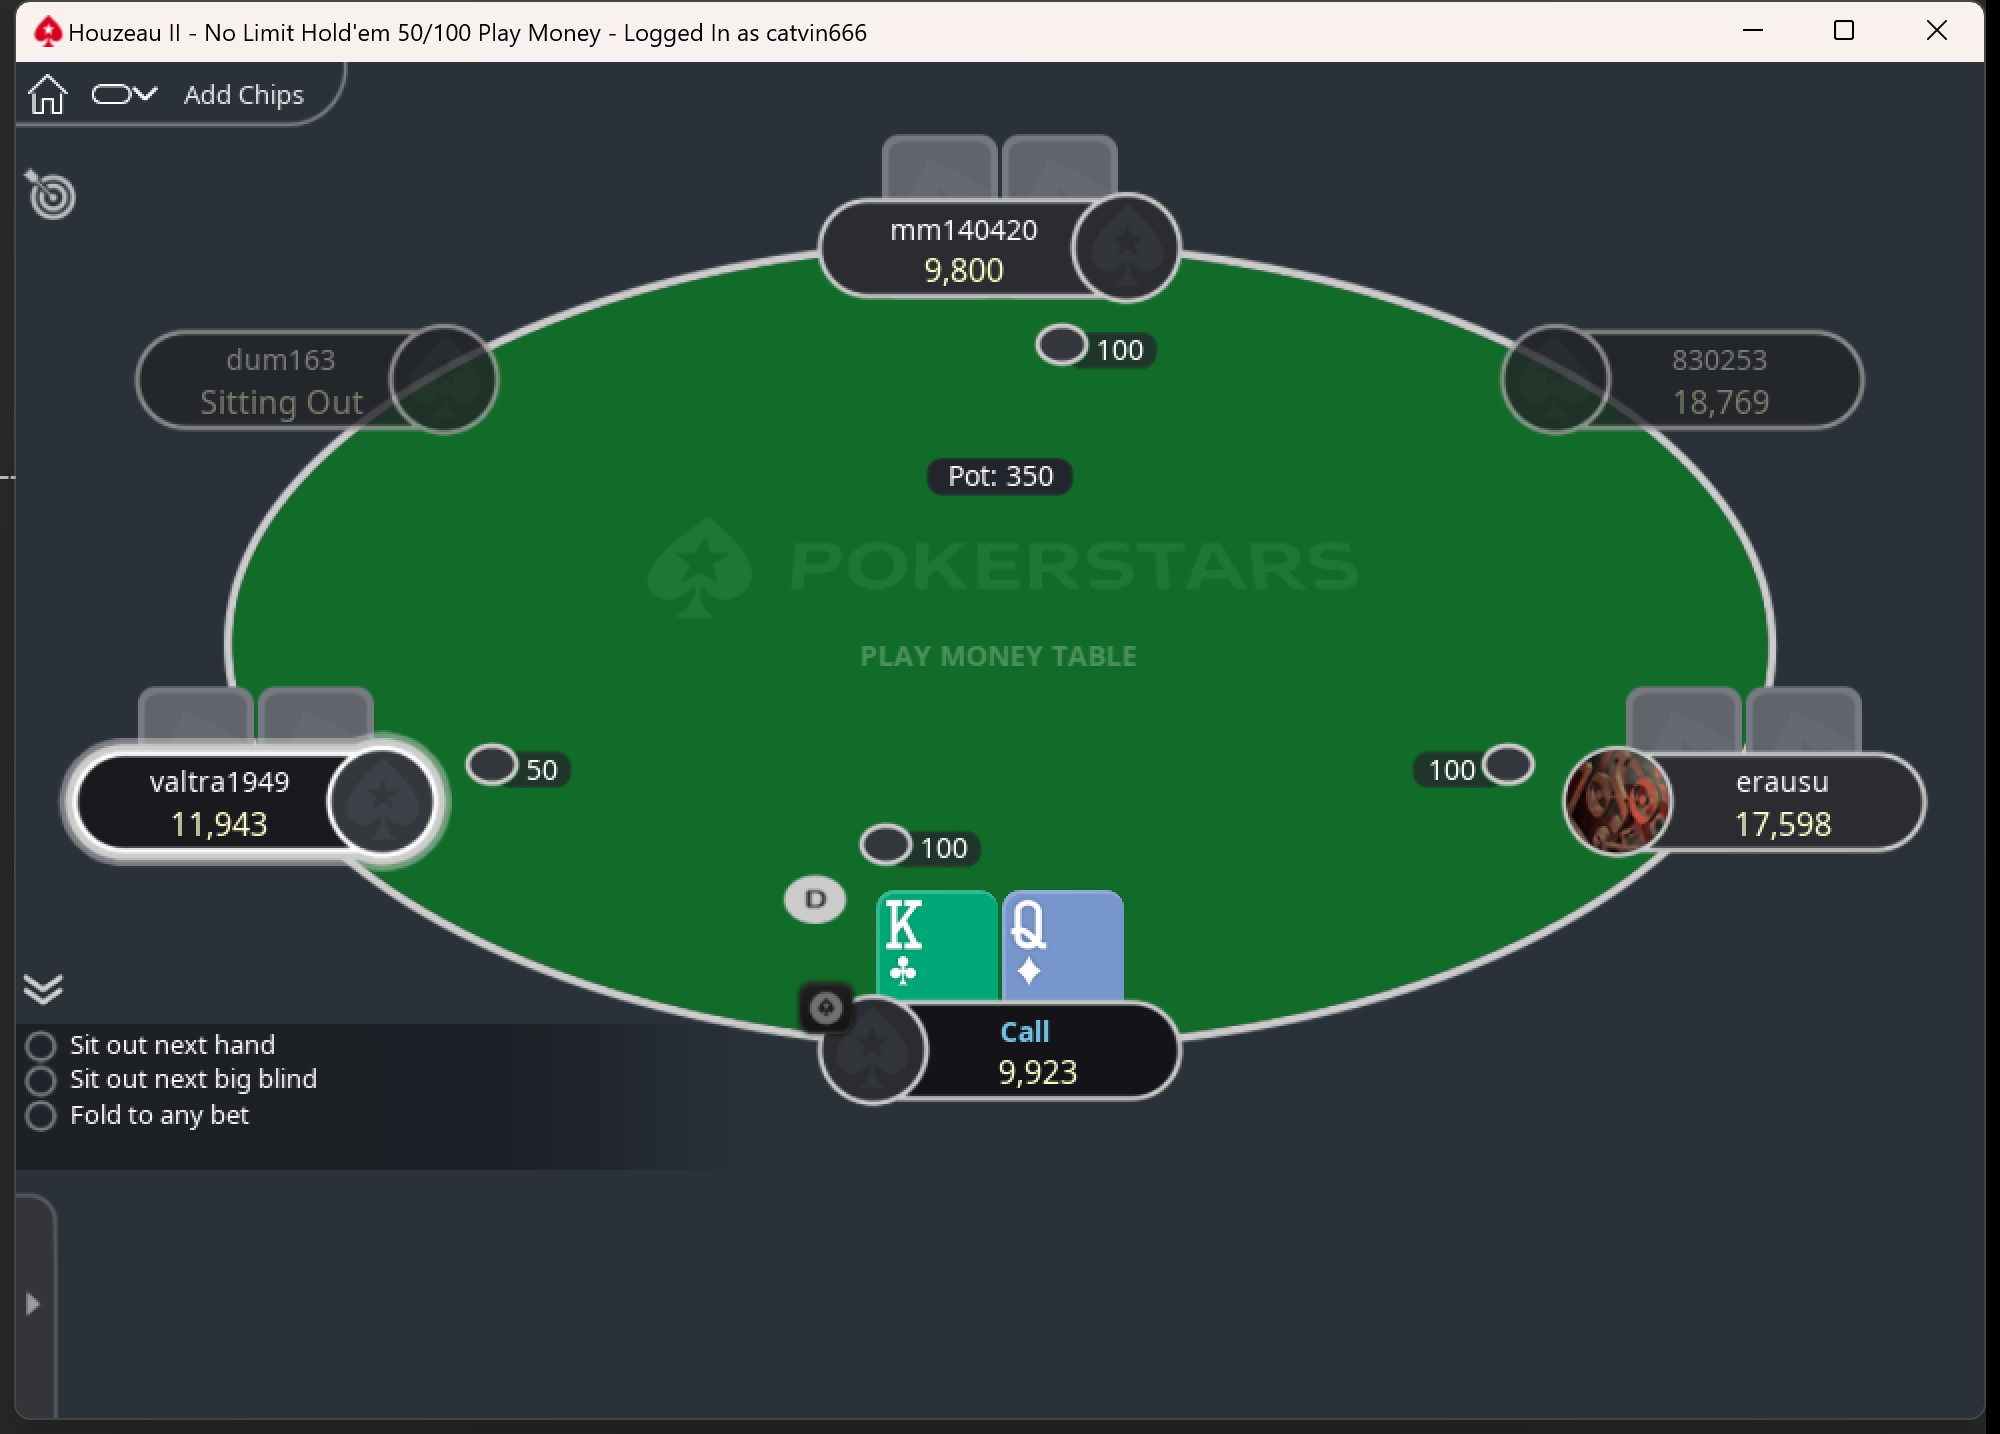 Houzeau II - No Limit Hold'em 50/100 Play Money - Logged In as catvin666
Add Chips
mm140420
9,800
100
dum163
Sitting Out
830253
18,769
Pot: 350
POKERSTARS
PLAY MONEY TABLE
valtra1949
11,943
50
100
erausu
17,598
100
D
K Q
Call
9,923
Sit out next hand
Sit out next big blind
Fold to any bet